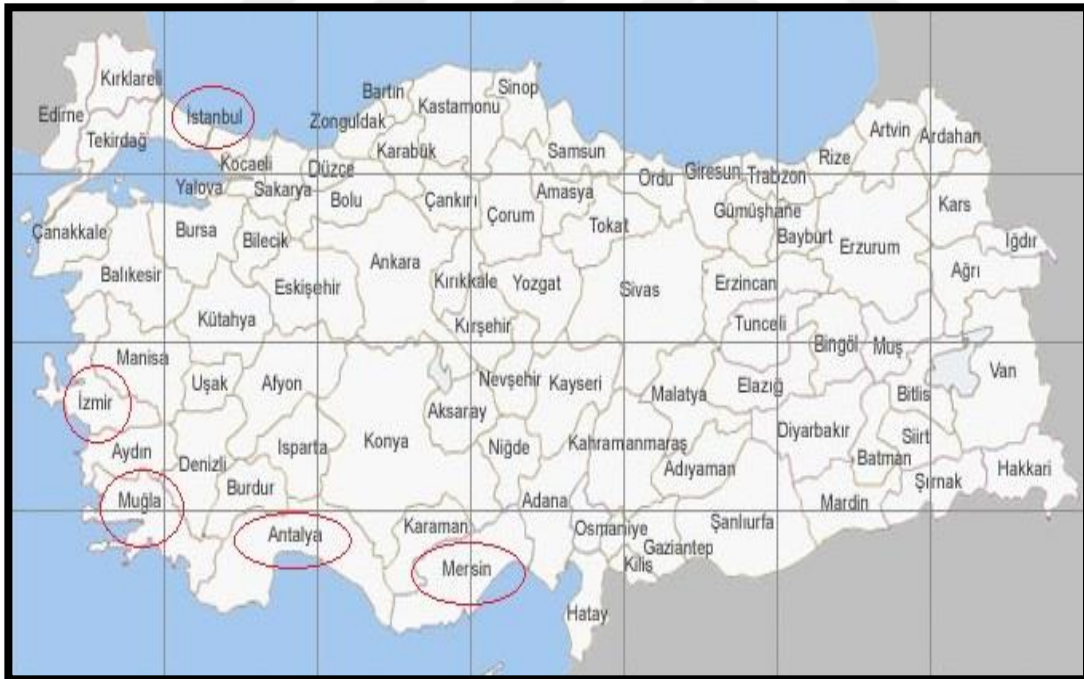 Kırklareli
Edirne
Tekirdağ
İstanbul
Kocaeli
Yalova
Sakarya
Düzce
Zonguldak
Bartın
Karabük
Kastamonu
Sinop
Samsun
Ordu
Giresun
Trabzon
Rize
Artvin
Ardahan
Çanakkale
Balıkesir
Bursa
Bilecik
Bolu
Çankırı
Çorum
Amasya
Tokat
Gümüşhane
Bayburt
Erzurum
Kars
Iğdır
Ağrı
Kütahya
Eskişehir
Ankara
Kırıkkale
Kırşehir
Yozgat
Sivas
Erzincan
Tunceli
Bingöl
Muş
Manisa
İzmir
Uşak
Afyon
Konya
Aksaray
Nevşehir
Kayseri
Malatya
Elazığ
Bitlis
Van
Aydın
Denizli
Isparta
Burdur
Niğde
Kahramanmaraş
Adıyaman
Diyarbakır
Batman
Siirt
Şırnak
Hakkari
Muğla
Antalya
Karaman
Mersin
Adana
Osmaniye
Gaziantep
Kilis
Şanlıurfa
Mardin
Hatay